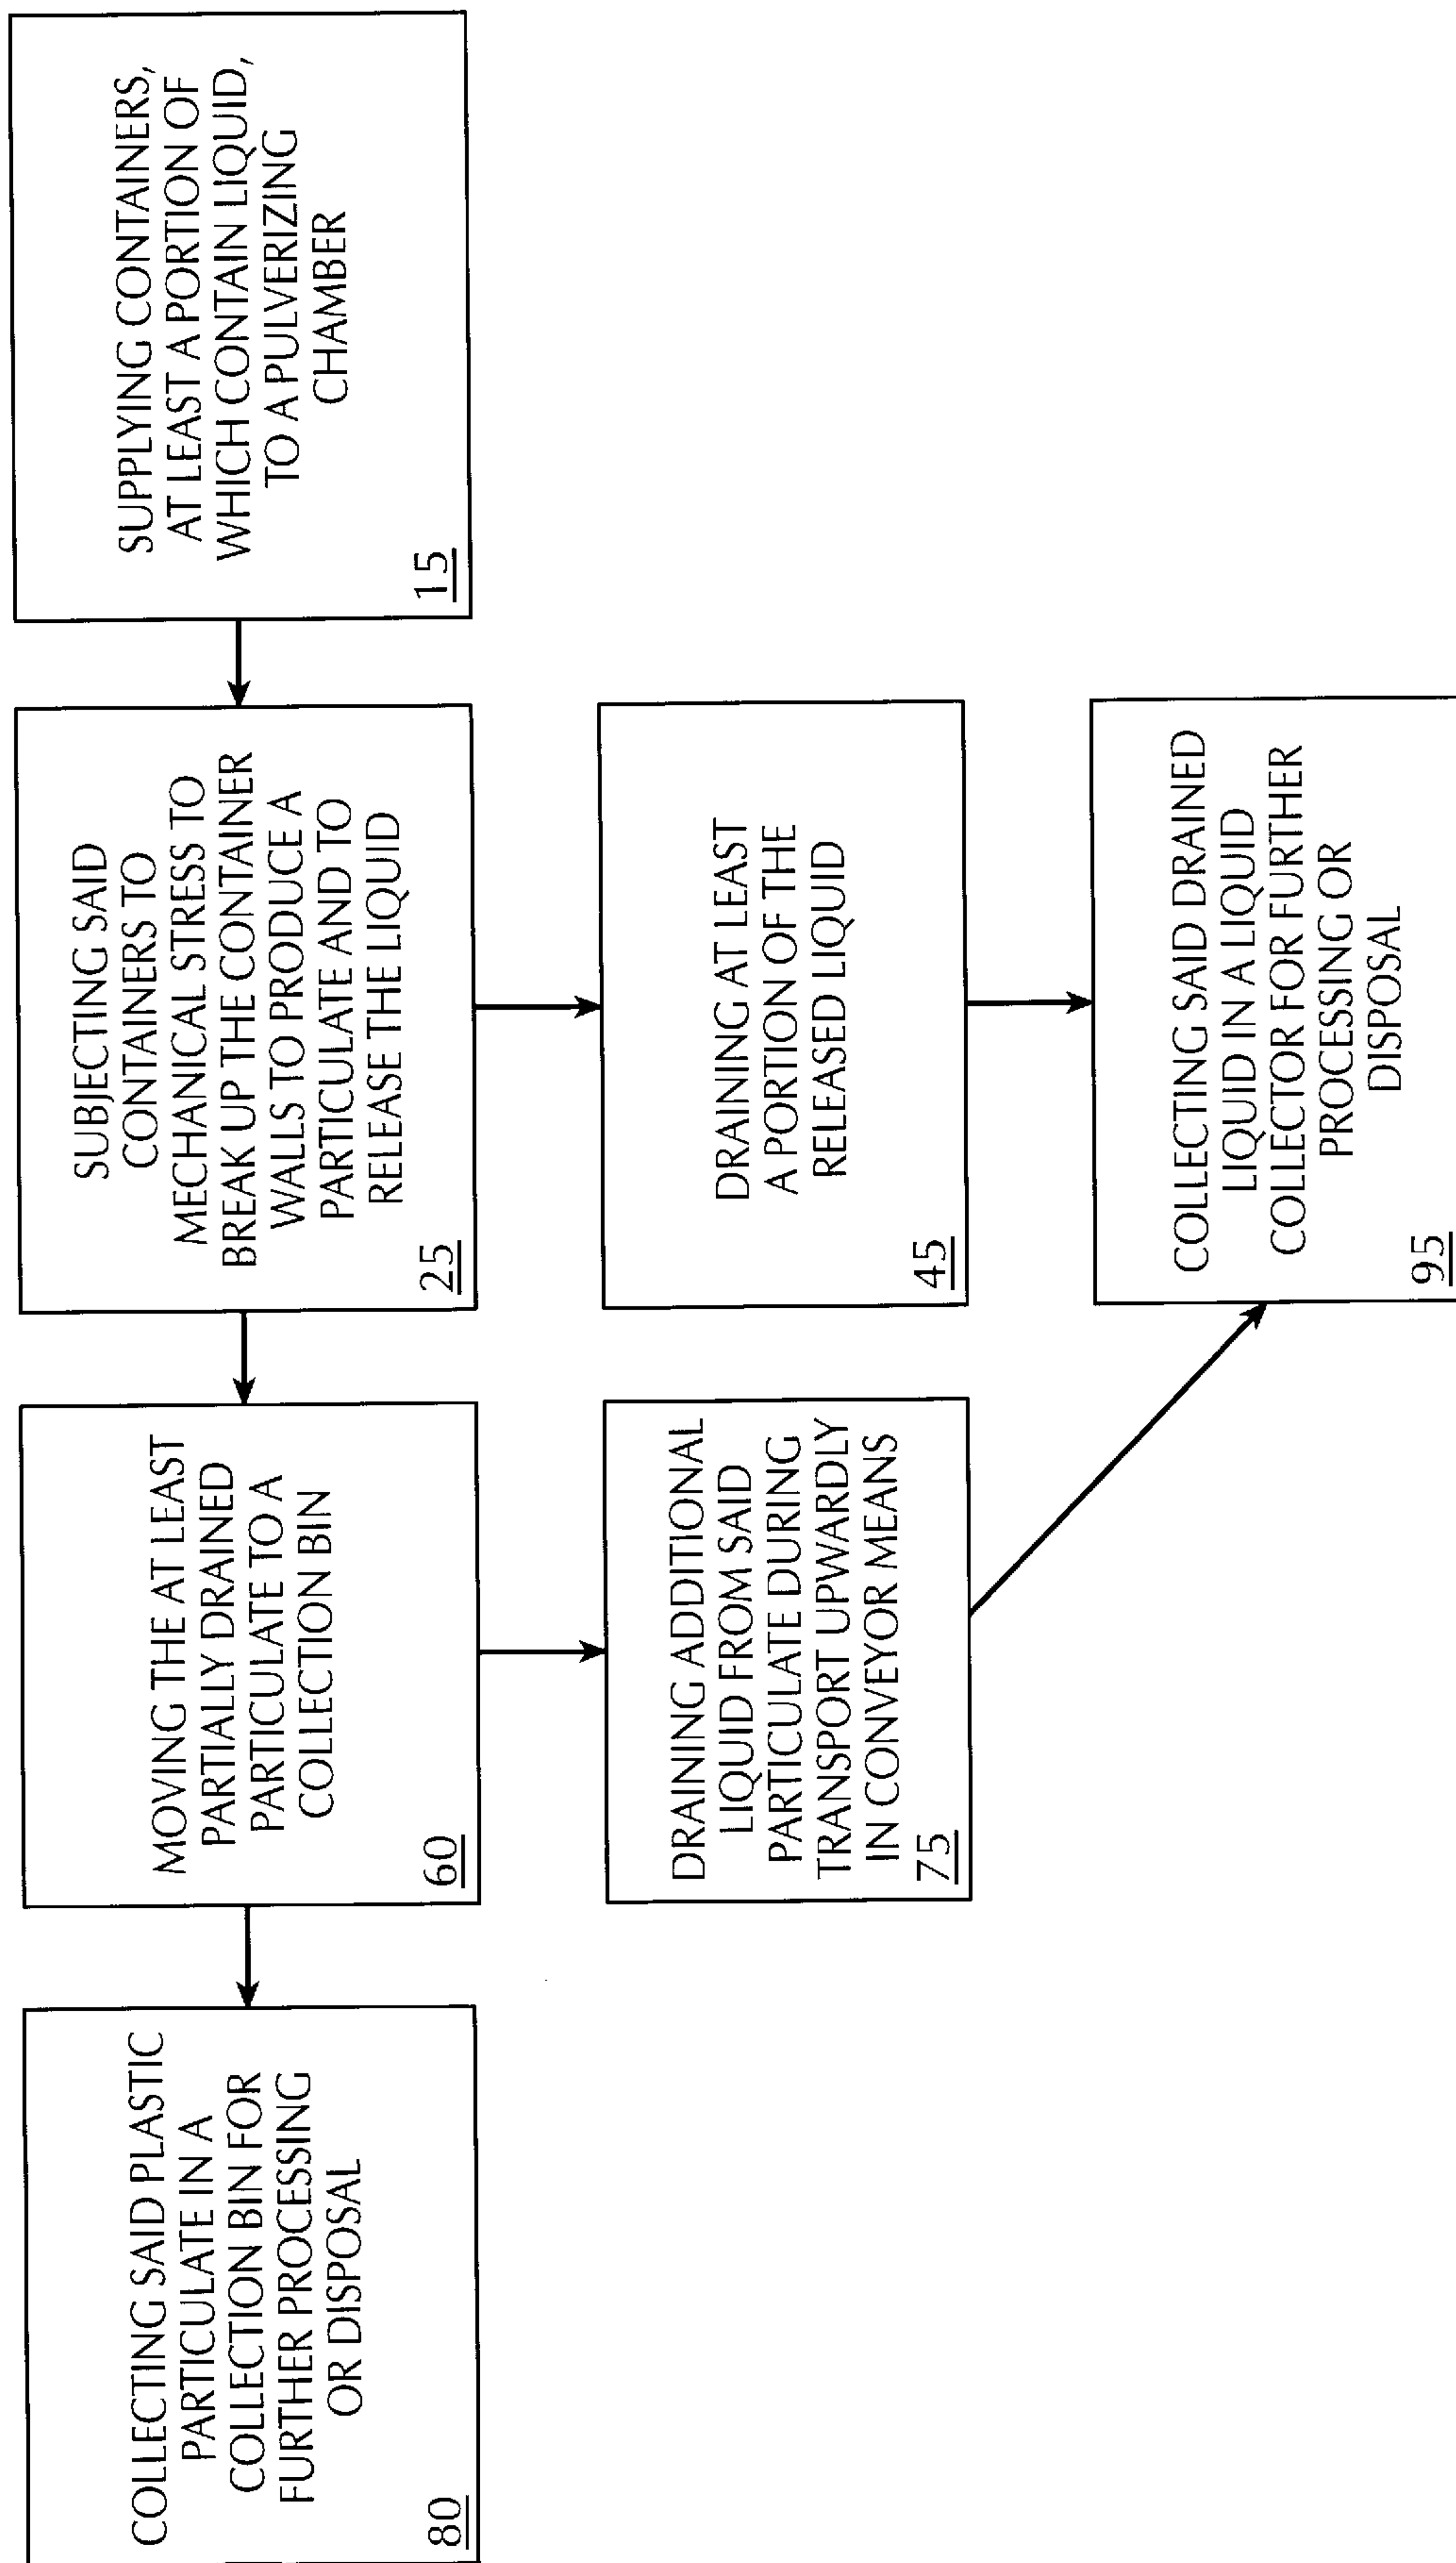 SUPPLYING CONTAINERS,
AT LEAST A PORTION OF
WHICH CONTAIN LIQUID,
TO A PULVERIZING
CHAMBER
15
SUBJECTING SAID
CONTAINERS TO
MECHANICAL STRESS TO
BREAK UP THE CONTAINER
WALLS TO PRODUCE A
PARTICULATE AND TO
RELEASE THE LIQUID
25
DRAINING AT LEAST
A PORTION OF THE
RELEASED LIQUID
45
COLLECTING SAID DRAINED
LIQUID IN A LIQUID
COLLECTOR FOR FURTHER
PROCESSING OR
DISPOSAL
95
MOVING THE AT LEAST
PARTIALLY DRAINED
PARTICULATE TO A
COLLECTION BIN
60
DRAINING ADDITIONAL
LIQUID FROM SAID
PARTICULATE DURING
TRANSPORT UPWARDLY
IN CONVEYOR MEANS
75
COLLECTING SAID PLASTIC
PARTICULATE IN A
COLLECTION BIN FOR
FURTHER PROCESSING
OR DISPOSAL
80